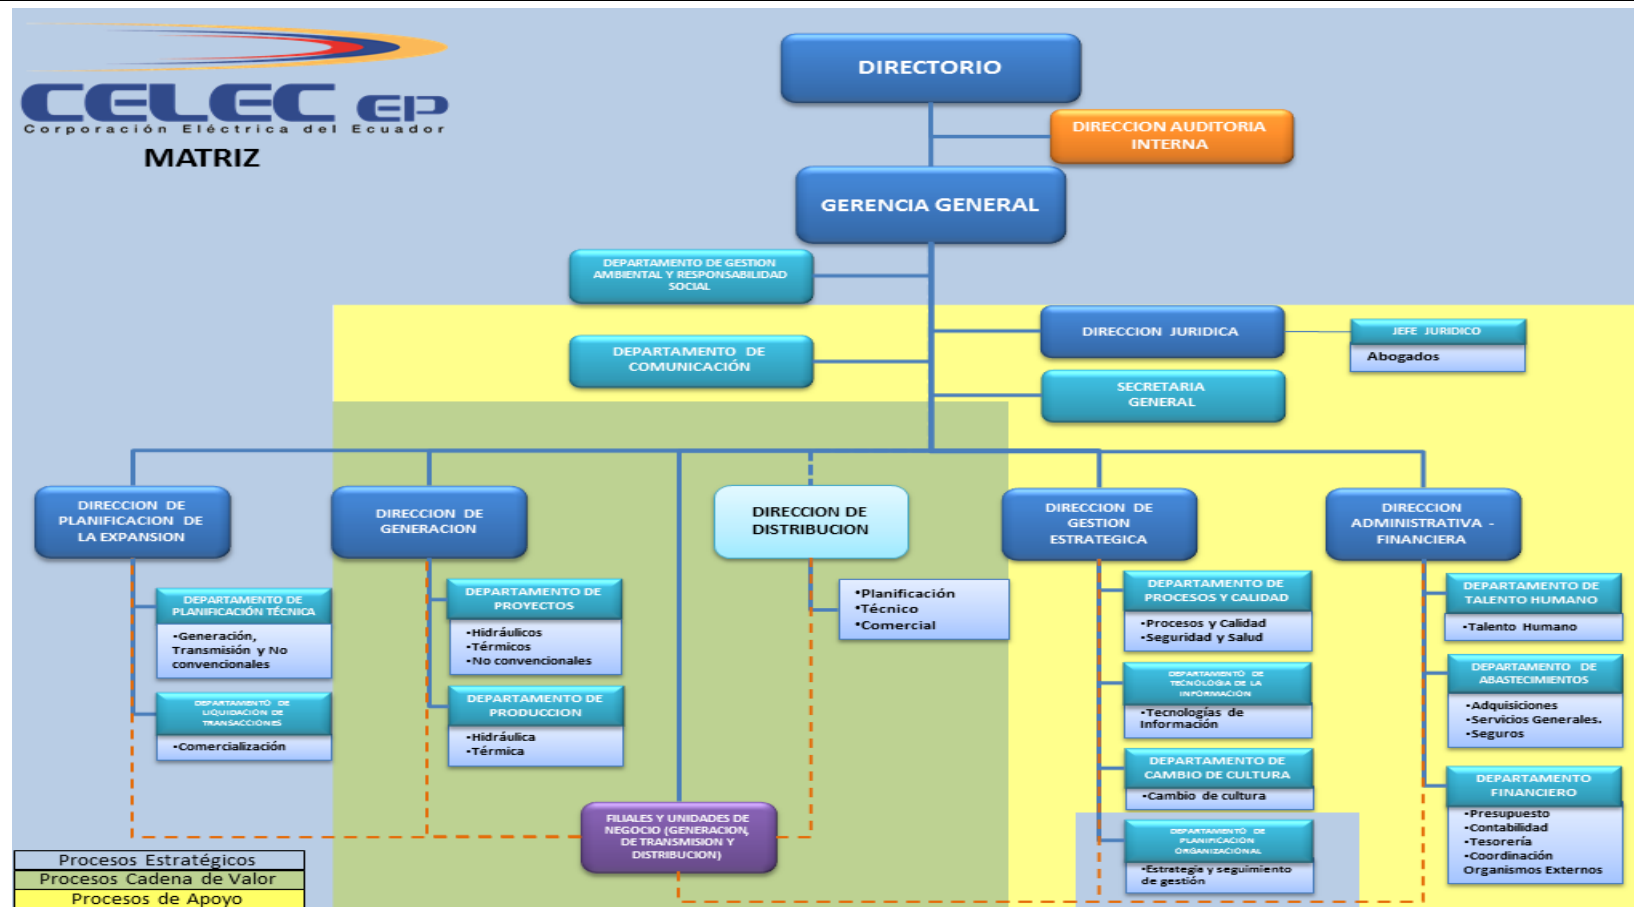 CELEC EP
Corporación Eléctrica del Ecuador
MATRIZ
DIRECTORIO
DIRECCION AUDITORIA
INTERNA
GERENCIA GENERAL
DEPARTAMENTO DE GESTION
AMBIENTAL Y RESPONSABILIDAD
SOCIAL
DIRECCION JURIDICA
JEFE JURIDICO
Abogados
DEPARTAMENTO DE
COMUNICACIÓN
SECRETARIA
GENERAL
DIRECCION DE
PLANIFICACION DE
LA EXPANSION
DEPARTAMENTO DE
PLANIFICACIÓN TÉCNICA
•Generación,
Transmisión y No
convencionales
DEPARTAMENTO DE
LIQUIDACIÓN DE
TRANSACCIONES
•Comercialización
DIRECCION DE
GENERACION
DEPARTAMENTO DE
PROYECTOS
•Hidráulicos
•Térmicos
•No convencionales
DEPARTAMENTO DE
PRODUCCION
•Hidráulica
•Térmica
DIRECCION DE
DISTRIBUCION
•Planificación
•Técnico
•Comercial
FILIALES Y UNIDADES DE
NEGOCIO (GENERACION,
DE TRANSMISION Y
DISTRIBUCION)
DIRECCION DE
GESTION
ESTRATEGICA
DEPARTAMENTO DE
PROCESOS Y CALIDAD
•Procesos y Calidad
•Seguridad y Salud
DEPARTAMENTO DE
TECNOLOGIA DE LA
INFORMACIÓN
•Tecnologías de
Información
DEPARTAMENTO DE
CAMBIO DE CULTURA
•Cambio de cultura
DEPARTAMENTO DE
PLANIFICACION
ORGANIZACIONAL
•Estrategia y seguimiento
de gestión
DIRECCION
ADMINISTRATIVA -
FINANCIERA
DEPARTAMENTO DE
TALENTO HUMANO
•Talento Humano
DEPARTAMENTO DE
ABASTECIMIENTOS
•Adquisiciones
•Servicios Generales.
•Seguros
DEPARTAMENTO
FINANCIERO
•Presupuesto
•Contabilidad
•Tesorería
•Coordinación
Organismos Externos
Procesos Estratégicos
Procesos Cadena de Valor
Procesos de Apoyo